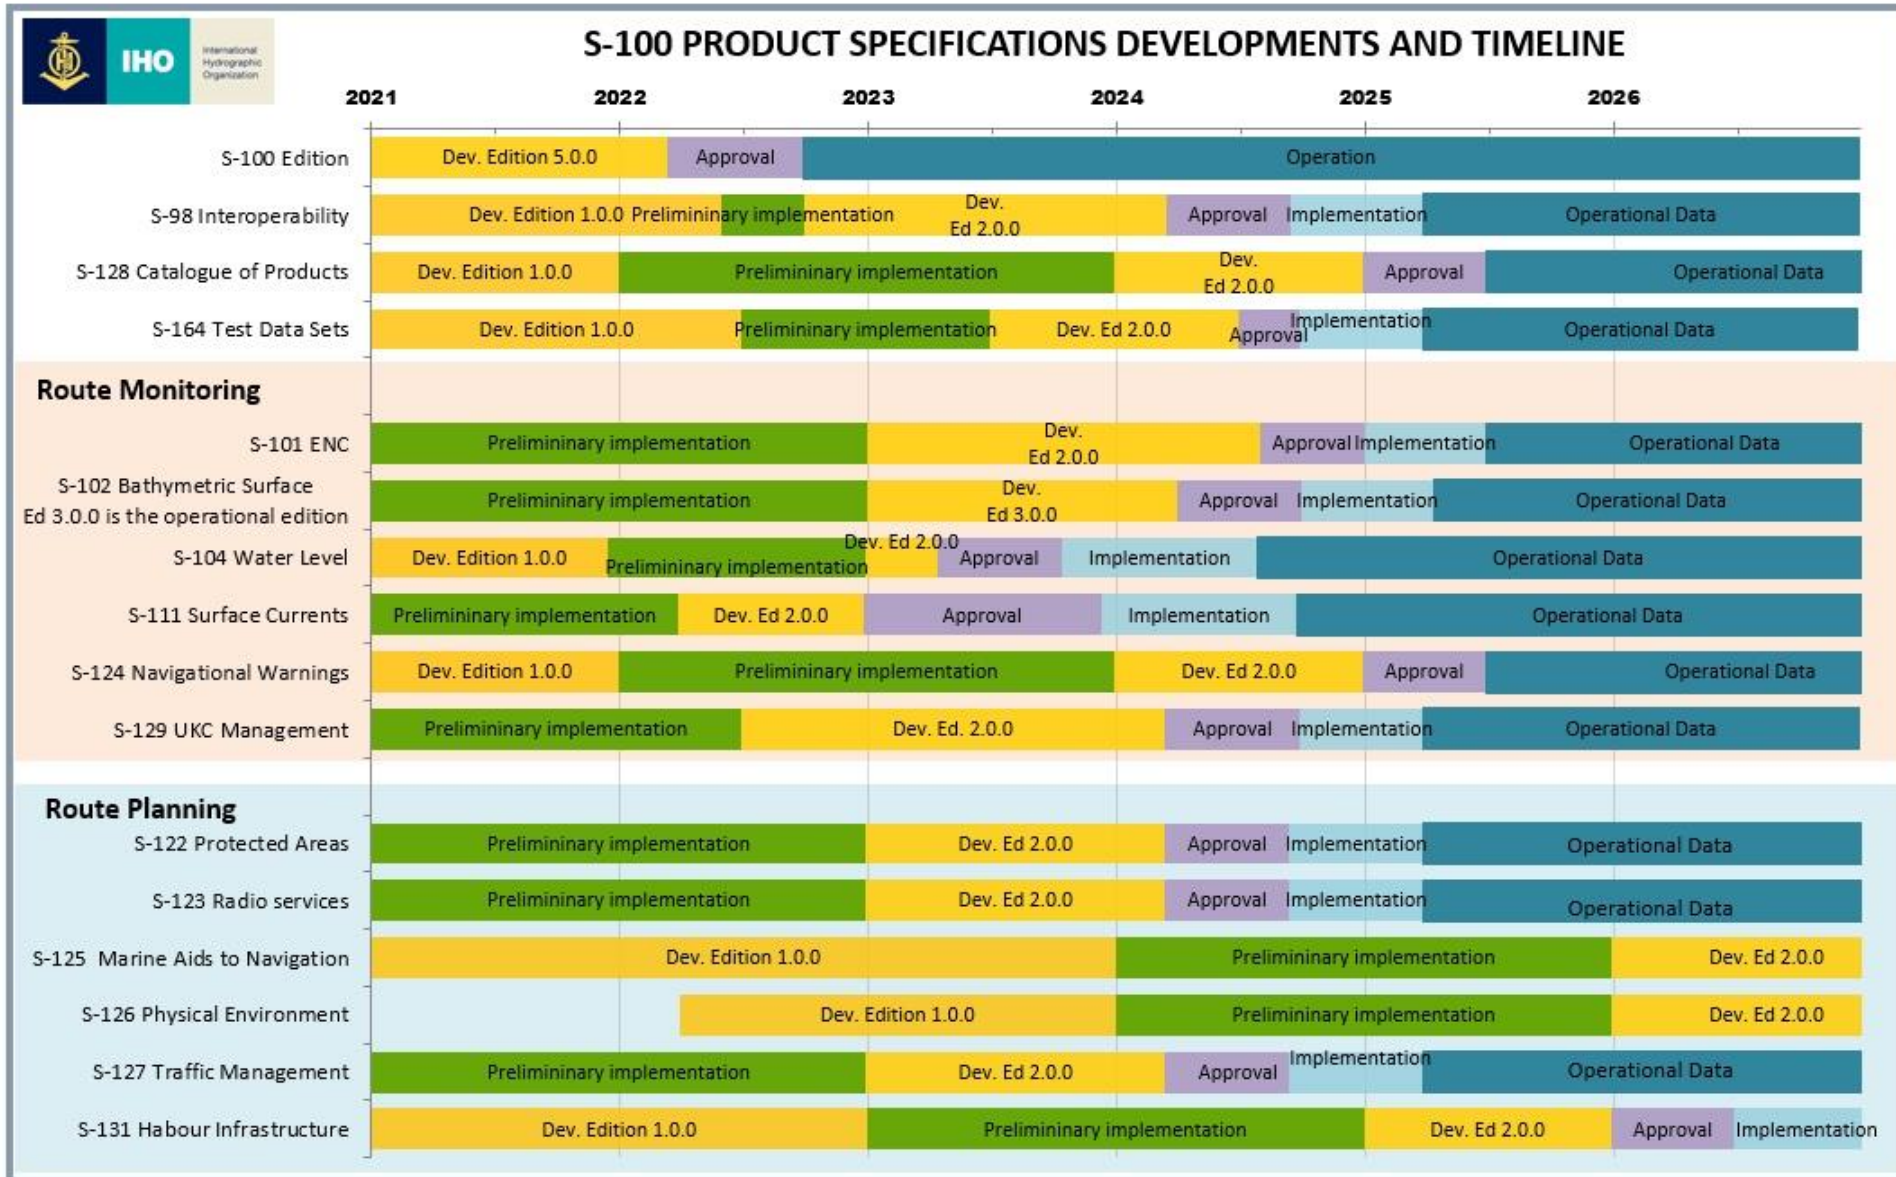 IHO
International
Hydrographic
Organization
S-100 PRODUCT SPECIFICATIONS DEVELOPMENTS AND TIMELINE
2021 2022 2023 2024 2025 2026
S-100 Edition Dev. Edition 5.0.0 Approval Operation
S-98 Interoperability Dev. Edition 1.0.0 Prelimininary implementation Dev.
Ed 2.0.0 Approval Implementation Operational Data
S-128 Catalogue of Products Dev. Edition 1.0.0 Prelimininary implementation Dev.
Ed 2.0.0 Approval Operational Data
S-164 Test Data Sets Dev. Edition 1.0.0 Prelimininary implementation Dev. Ed 2.0.0 Approval Implementation Operational Data
Route Monitoring
S-101 ENC Prelimininary implementation Dev.
Ed 2.0.0 Approval Implementation Operational Data
S-102 Bathymetric Surface
Ed 3.0.0 is the operational edition Prelimininary implementation Dev.
Ed 3.0.0 Approval Implementation Operational Data
S-104 Water Level Dev. Edition 1.0.0 Prelimininary implementation Dev. Ed 2.0.0 Approval Implementation Operational Data
S-111 Surface Currents Prelimininary implementation Dev. Ed 2.0.0 Approval Implementation Operational Data
S-124 Navigational Warnings Dev. Edition 1.0.0 Prelimininary implementation Dev. Ed 2.0.0 Approval Operational Data
S-129 UKC Management Prelimininary implementation Dev. Ed. 2.0.0 Approval Implementation Operational Data
Route Planning
S-122 Protected Areas Prelimininary implementation Dev. Ed 2.0.0 Approval Implementation Operational Data
S-123 Radio services Prelimininary implementation Dev. Ed 2.0.0 Approval Implementation Operational Data
S-125 Marine Aids to Navigation Dev. Edition 1.0.0 Prelimininary implementation Dev. Ed 2.0.0
S-126 Physical Environment Dev. Edition 1.0.0 Prelimininary implementation Dev. Ed 2.0.0
S-127 Traffic Management Prelimininary implementation Dev. Ed 2.0.0 Approval Implementation Operational Data
S-131 Habour Infrastructure Dev. Edition 1.0.0 Prelimininary implementation Dev. Ed 2.0.0 Approval Implementation